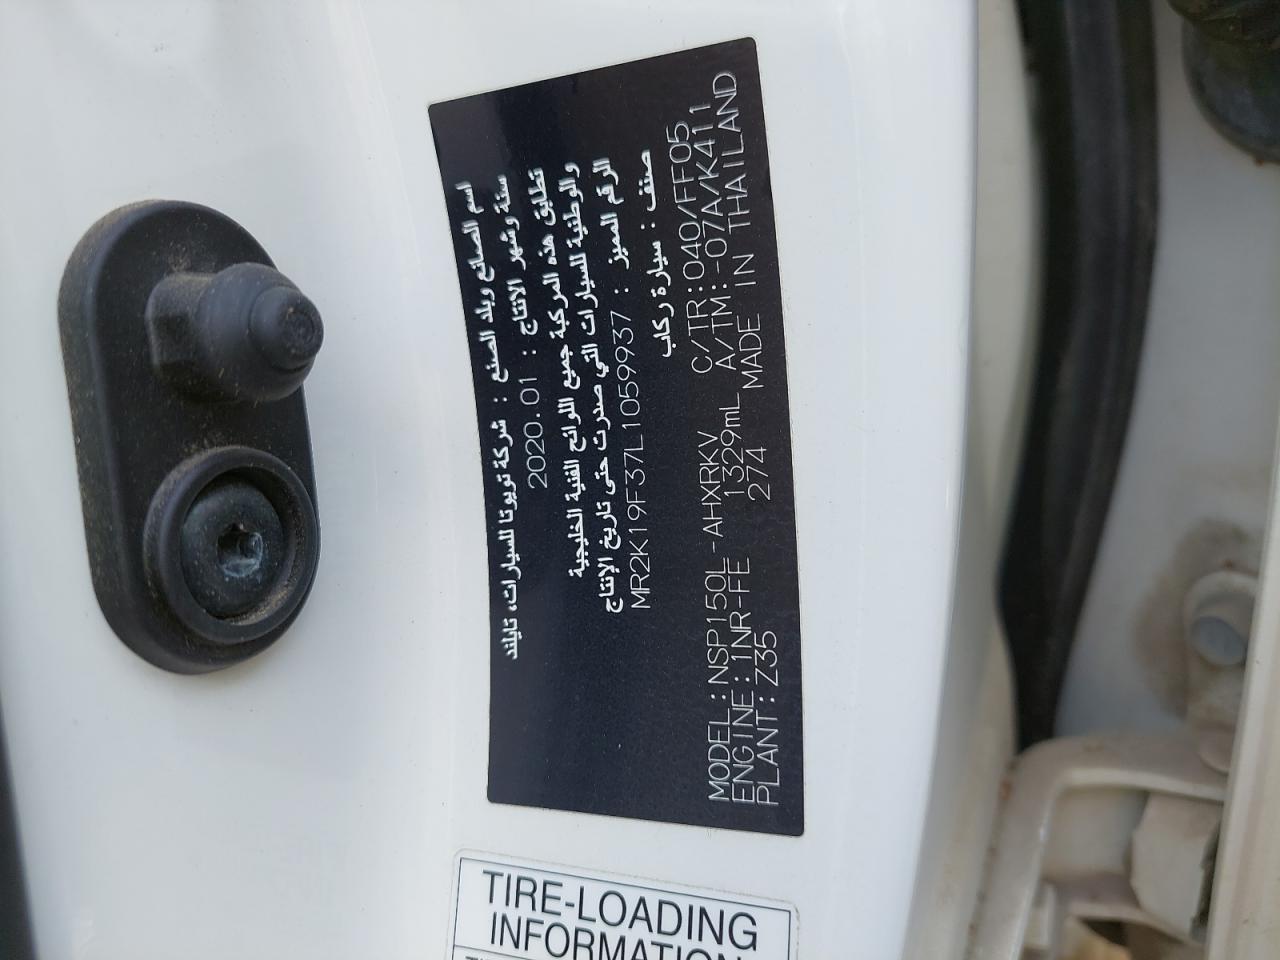 اسم الصانع وبلد الصنع : شركة تويوتا للسيارات، تايلند
سنة وشهر الانتاج : 2020.01
تطابق هذه المركبة جميع اللوائح الفنية الخليجية
والوطنية للسيارات التي صدرت حتى تاريخ الإنتاج
الرقم المميز : MR2K19F37L1059937
صنف : سيارة ركاب
MODEL:NSP150L-AHXRKV C/TR:040/FF05
ENGINE:1NR-FE 1329mL A/TM:-07A/K411
PLANT:Z35 274 MADE IN THAILAND
TIRE-LOADING
INFORMATION